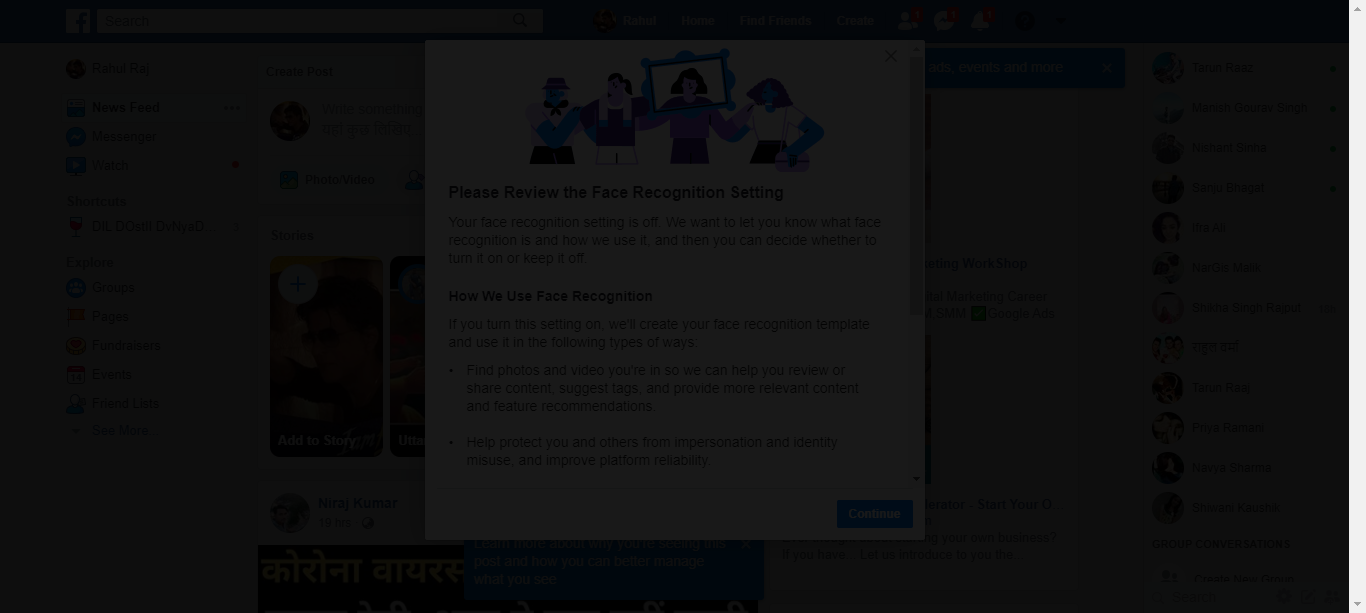 Search
Rahul
Home
Find Friends
Create
Rahul Raj
News Feed
Messenger
Watch
Shortcuts
DIL DOstII DvNyaD...
Explore
Groups
Pages
Fundraisers
Events
Friend Lists
See More...
Create Post
Write something
यहां कुछ लिखिए
Photo/Video
Stories
Add to Story
Utta
Niraj Kumar
19 hrs
कोरोना वायरस
Please Review the Face Recognition Setting
Your face recognition setting is off. We want to let you know what face
recognition is and how we use it, and then you can decide whether to
turn it on or keep it off.
How We Use Face Recognition
If you turn this setting on, we'll create your face recognition template
and use it in the following types of ways:
• Find photos and video you're in so we can help you review or
share content, suggest tags, and provide more relevant content
and feature recommendations.
• Help protect you and others from impersonation and identity
misuse, and improve platform reliability.
Continue
Learn more about why you're seeing this
post and how you can better manage
what you see.
ads, events and more.
eting WorkShop
ital Marketing Career
SMM ✅Google Ads
erator - Start Your O...
ng your own business?
If you have... Let us introduce to you the...
Tarun Raaz
Manish Gourav Singh
Nishant Sinha
Sanju Bhagat
Ilra Ali
NarGis Malik
Shikha Singh Rajput
राहुल वर्मा
Tarun Raaj
Priya Ramani
Navya Sharma
Shiwani Kaushik
GROUP CONVERSATIONS
Create New Group
Search